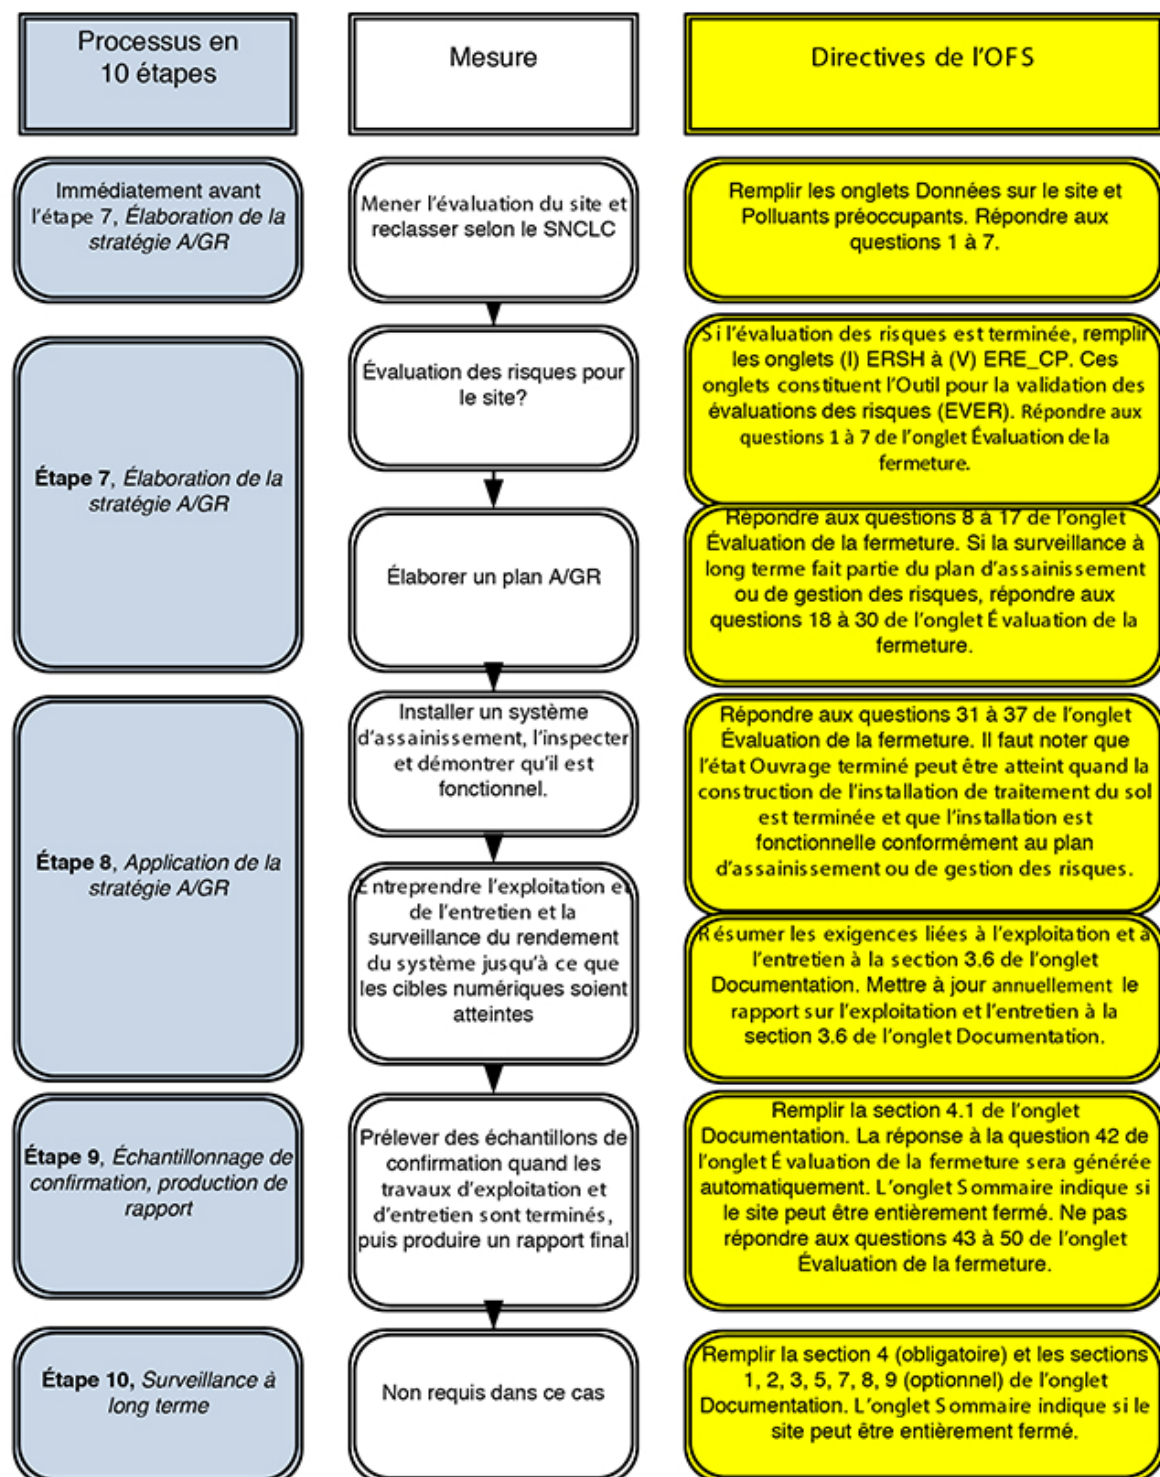 Processus en
10 étapes
Mesure
Directives de l'OFS
Immédiatement avant
l'étape 7, Élaboration de la
stratégie A/GR
Mener l'évaluation du site et
reclasser selon le SNCLC
Remplir les onglets Données sur le site et
Polluants préoccupants. Répondre aux
questions 1 à 7.
Étape 7, Élaboration de la
stratégie A/GR
Évaluation des risques pour
le site?
Si l'évaluation des risques est terminée, remplir
les onglets (I) ERSH à (V) ERE_CP. Ces
onglets constituent l'Outil pour la validation des
évaluations des risques (EVER). Répondre aux
questions 1 à 7 de l'onglet Évaluation de la
fermeture.
Élaborer un plan A/GR
Répondre aux questions 8 à 17 de l'onglet
Évaluation de la fermeture. Si la surveillance à
long terme fait partie du plan d'assainissement
ou de gestion des risques, répondre aux
questions 18 à 30 de l'onglet Évaluation de la
fermeture.
Étape 8, Application de la
stratégie A/GR
Installer un système
d'assainissement, l'inspecter
et démontrer qu'il est
fonctionnel.
Répondre aux questions 31 à 37 de l'onglet
Évaluation de la fermeture. Il faut noter que
l'état Ouvrage terminé peut être atteint quand la
construction de l'installation de traitement du sol
est terminée et que l'installation est
fonctionnelle conformément au plan
d'assainissement ou de gestion des risques.
Entreprendre l'exploitation et
de l'entretien et la
surveillance du rendement
du système jusqu'à ce que
les cibles numériques soient
atteintes
Résumer les exigences liées à l'exploitation et à
l'entretien à la section 3.6 de l'onglet
Documentation. Mettre à jour annuellement le
rapport sur l'exploitation et l'entretien à la
section 3.6 de l'onglet Documentation.
Étape 9, Échantillonnage de
confirmation, production de
rapport
Prélever des échantillons de
confirmation quand les
travaux d'exploitation et
d'entretien sont terminés,
puis produire un rapport final
Remplir la section 4.1 de l'onglet
Documentation. La réponse à la question 42 de
l'onglet Évaluation de la fermeture sera générée
automatiquement. L'onglet Sommaire indique si
le site peut être entièrement fermé. Ne pas
répondre aux questions 43 à 50 de l'onglet
Évaluation de la fermeture.
Étape 10, Surveillance à
long terme
Non requis dans ce cas
Remplir la section 4 (obligatoire) et les sections
1, 2, 3, 5, 7, 8, 9 (optionnel) de l'onglet
Documentation. L'onglet Sommaire indique si le
site peut être entièrement fermé.